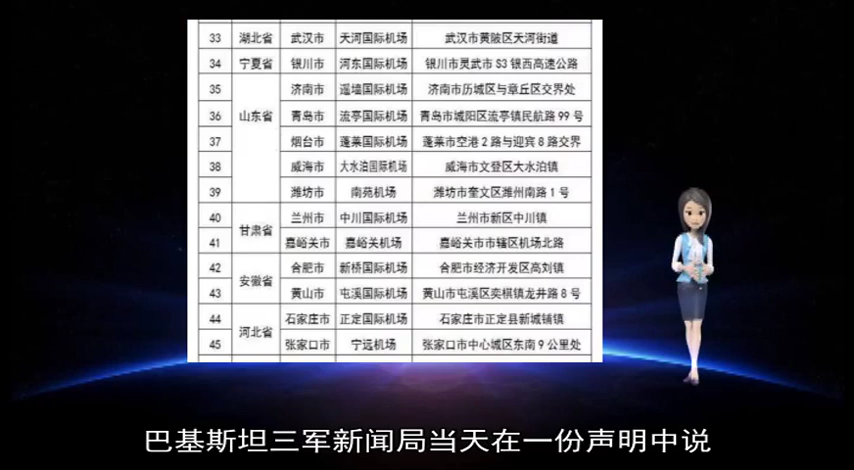 33 湖北省 武汉市 天河国际机场 武汉市黄陂区天河街道
34 宁夏省 银川市 河东国际机场 银川市灵武市 S3 银西高速公路
35 山东省 济南市 遥墙国际机场 济南市历城区与章丘区交界处
36 青岛市 流亭国际机场 青岛市城阳区流亭镇民航路 99 号
37 烟台市 蓬莱国际机场 蓬莱市空港 2 路与迎宾 8 路交界
38 威海市 大水泊国际机场 威海市文登区大水泊镇
39 潍坊市 南苑机场 潍坊市奎文区潍州南路 1 号
40 甘肃省 兰州市 中川国际机场 兰州市新区中川镇
41 嘉峪关市 嘉峪关机场 嘉峪关市市辖区机场北路
42 安徽省 合肥市 新桥国际机场 合肥市经济开发区高刘镇
43 黄山市 屯溪国际机场 黄山市屯溪区奕棋镇龙井路 8 号
44 河北省 石家庄市 正定国际机场 石家庄市正定县新城铺镇
45 张家口市 宁远机场 张家口市中心城区东南 9 公里处
巴基斯坦三军新闻局当天在一份声明中说